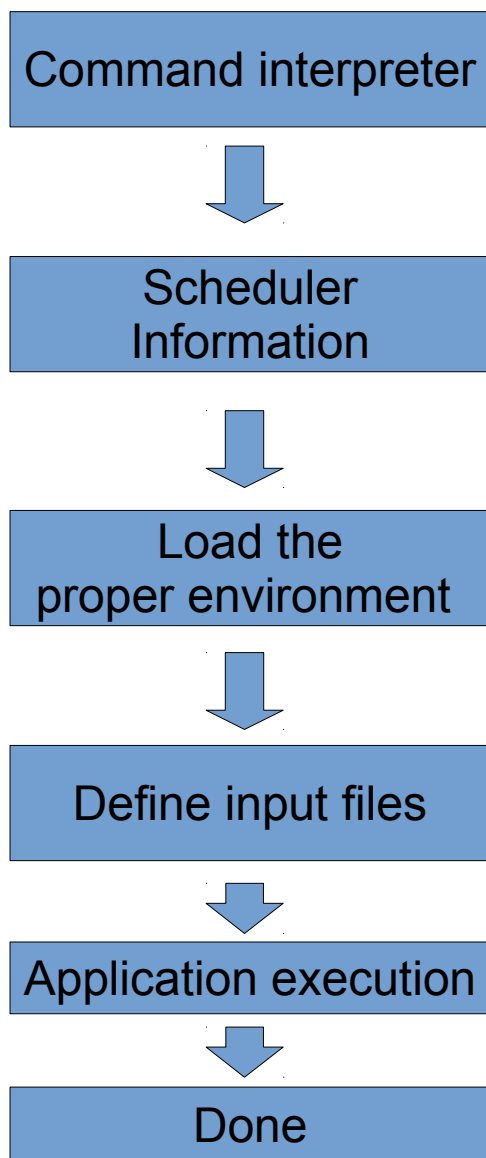 Command interpreter
Scheduler
Information
Load the
proper environment
Define input files
Application execution
Done